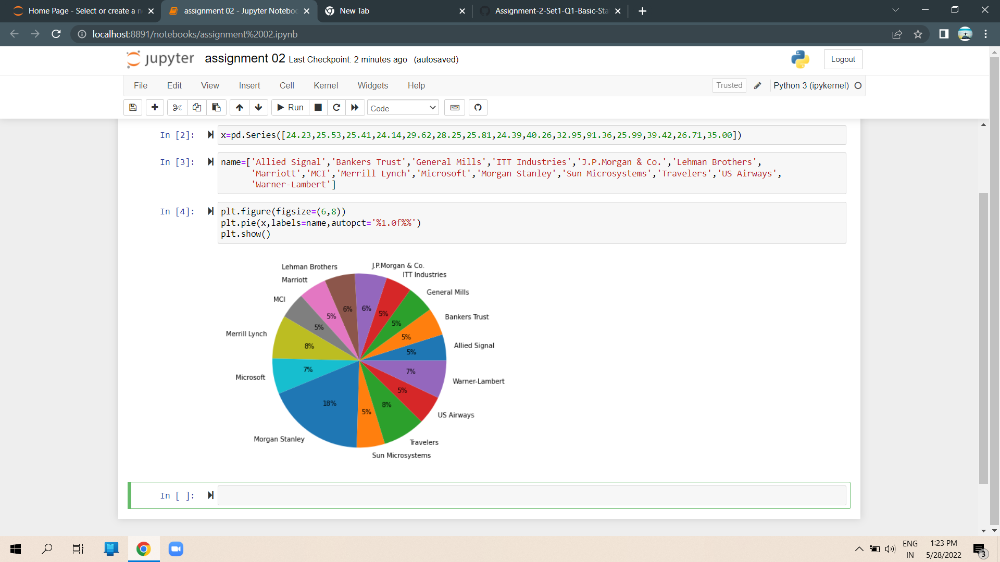 Home Page - Select or create a n
assignment 02 - Jupyter Noteboo
New Tab
Assignment-2-Set1-Q1-Basic-Sta
localhost:8891/notebooks/assignment%2002.ipynb
jupyter assignment 02 Last Checkpoint: 2 minutes ago (autosaved)
Logout
File Edit View Insert Cell Kernel Widgets Help
Trusted Python 3 (ipykernel)
Run Code
In [2]: x=pd.Series([24.23,25.53,25.41,24.14,29.62,28.25,25.81,24.39,40.26,32.95,91.36,25.99,39.42,26.71,35.00])
In [3]: name=['Allied Signal','Bankers Trust','General Mills','ITT Industries','J.P.Morgan & Co.','Lehman Brothers',
'Marriott','MCI','Merrill Lynch','Microsoft','Morgan Stanley','Sun Microsystems','Travelers','US Airways',
'Warner-Lambert']
In [4]: plt.figure(figsize=(6,8))
plt.pie(x,labels=name,autopct='%1.0f%%')
plt.show()
Lehman Brothers
J.P.Morgan & Co.
ITT Industries
Marriott
General Mills
MCI
6%
6%
5%
5%
Bankers Trust
5%
5%
Merrill Lynch
5%
8%
Allied Signal
5%
7%
7%
Microsoft
Warner-Lambert
5%
18%
8%
5%
US Airways
Morgan Stanley
Travelers
Sun Microsystems
In [ ]:
ENG
IN
1:23 PM
5/28/2022
3